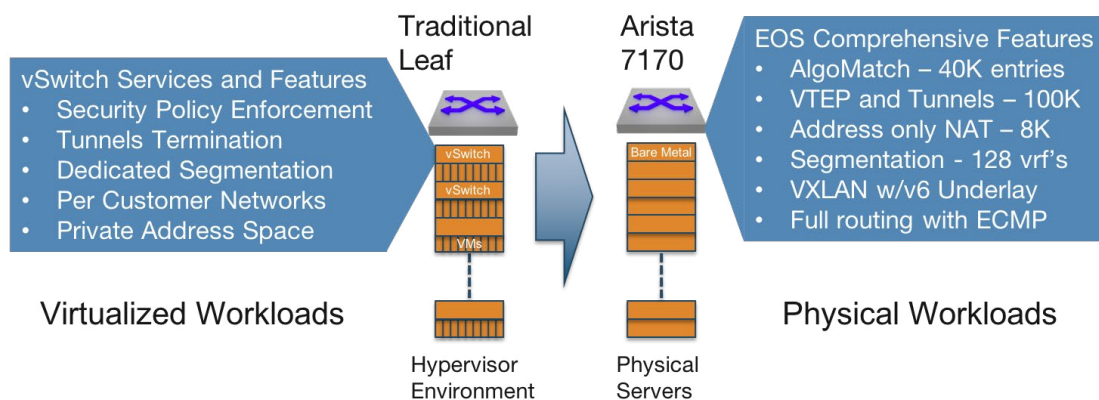 Traditional
Leaf
Arista
7170
vSwitch Services and Features
• Security Policy Enforcement
• Tunnels Termination
• Dedicated Segmentation
• Per Customer Networks
• Private Address Space
vSwitch
vSwitch
VMs
Bare Metal
EOS Comprehensive Features
• AlgoMatch – 40K entries
• VTEP and Tunnels – 100K
• Address only NAT – 8K
• Segmentation - 128 vrf's
• VXLAN w/v6 Underlay
• Full routing with ECMP
Virtualized Workloads
Physical Workloads
Hypervisor
Environment
Physical
Servers